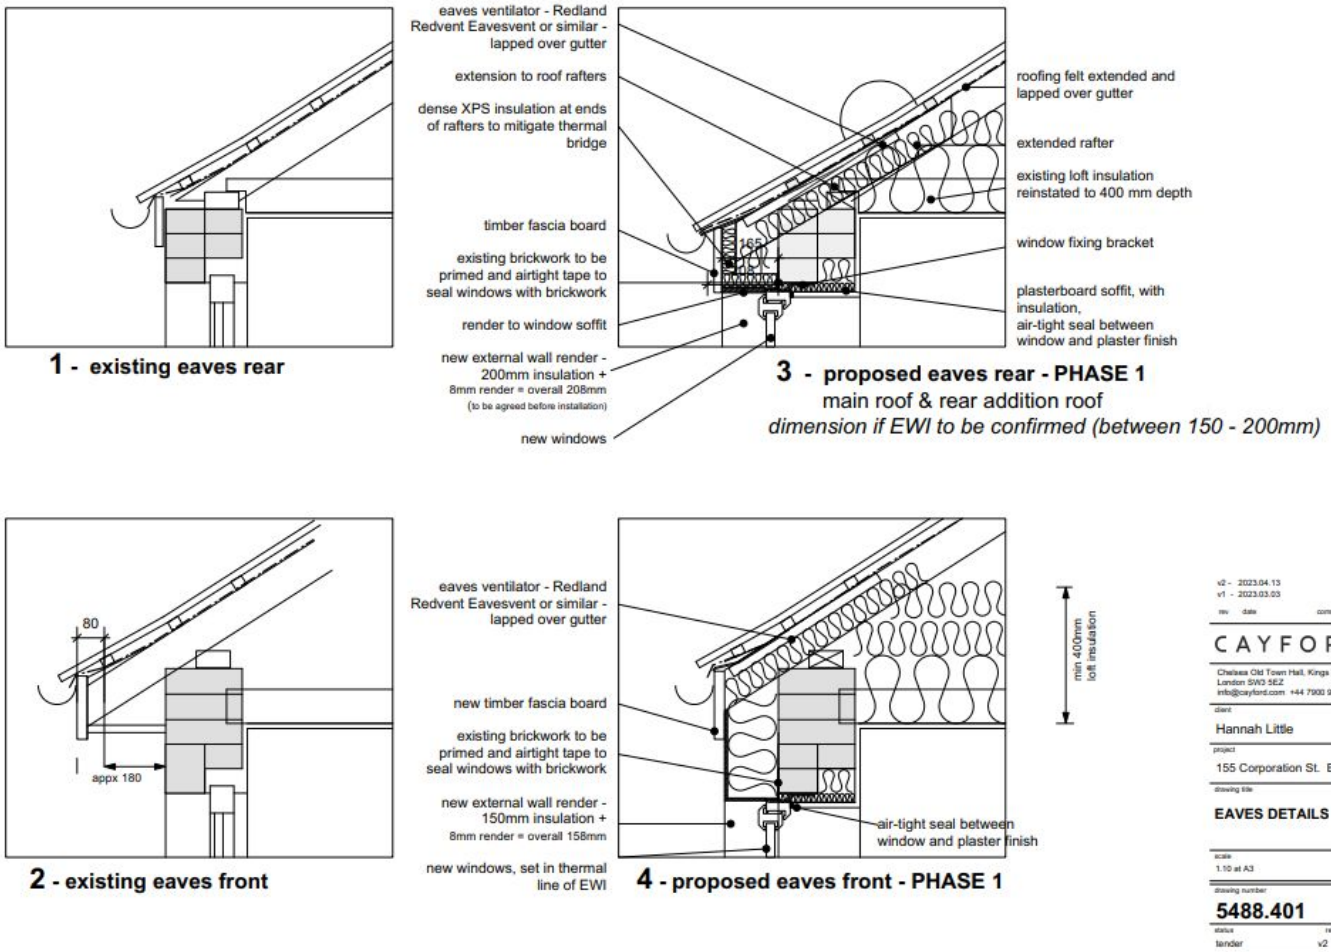 eaves ventilator - Redland
Redvent Eavesvent or similar -
lapped over gutter
extension to roof rafters
dense XPS insulation at ends
of rafters to mitigate thermal
bridge
timber fascia board
existing brickwork to be
primed and airtight tape to
seal windows with brickwork
render to window soffit
new external wall render -
200mm insulation +
8mm render = overall 208mm
(to be agreed before installation)
new windows
165
roofing felt extended and
lapped over gutter
extended rafter
existing loft insulation
reinstated to 400 mm depth
window fixing bracket
plasterboard soffit, with
insulation,
air-tight seal between
window and plaster finish
1 - existing eaves rear
3 - proposed eaves rear - PHASE 1
main roof & rear addition roof
dimension if EWI to be confirmed (between 150 - 200mm)
80
appx 180
2 - existing eaves front
eaves ventilator - Redland
Redvent Eavesvent or similar -
lapped over gutter
new timber fascia board
existing brickwork to be
primed and airtight tape to
seal windows with brickwork
new external wall render -
150mm insulation +
8mm render = overall 158mm
new windows, set in thermal
line of EWI
air-tight seal between
window and plaster finish
4 - proposed eaves front - PHASE 1
min 400mm
loft insulation
v2 - 2023.04.13
v1 - 2023.03.03
rev date com
CAYFOR
Chelsea Old Town Hall, Kings
London SW3 5EZ
info@cayford.com +44 7900 9
client
Hannah Little
project
155 Corporation St. E
drawing title
EAVES DETAILS
scale
1.10 at A3
drawing number
5488.401
status re
tender v2